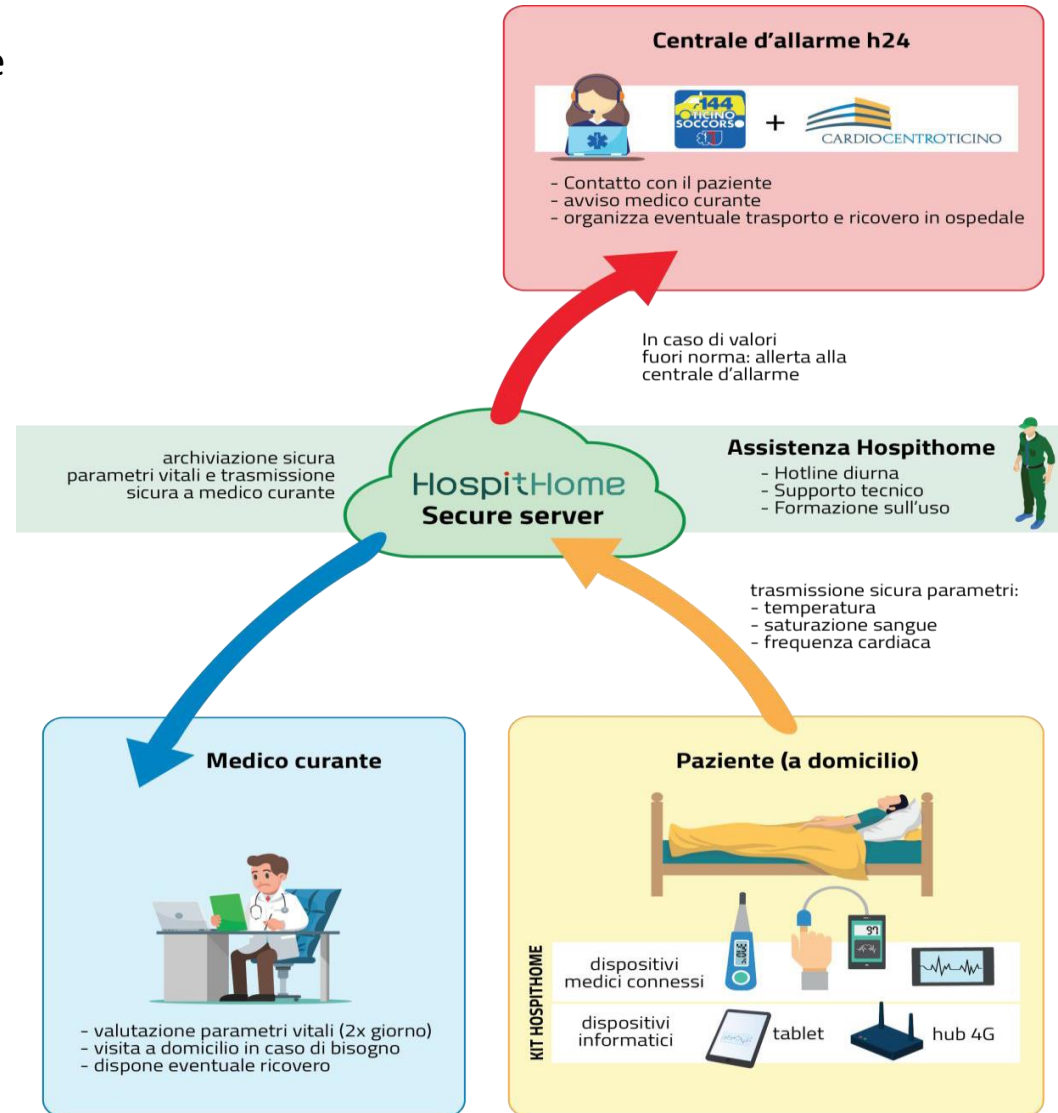 e
Centrale d'allarme h24
144
TICINO
SOCCORSO
+
CARDIOCENTROTICINO
- Contatto con il paziente
- avviso medico curante
- organizza eventuale trasporto e ricovero in ospedale
In caso di valori
fuori norma: allerta alla
centrale d'allarme
archiviazione sicura
parametri vitali e trasmissione
sicura a medico curante
HospitHome
Secure server
Assistenza Hospithome
- Hotline diurna
- Supporto tecnico
- Formazione sull'uso
trasmissione sicura parametri:
- temperatura
- saturazione sangue
- frequenza cardiaca
Medico curante
- valutazione parametri vitali (2x giorno)
- visita a domicilio in caso di bisogno
- dispone eventuale ricovero
Paziente (a domicilio)
KIT HOSPITHOME
dispositivi
medici connessi
97
dispositivi
informatici
tablet
hub 4G